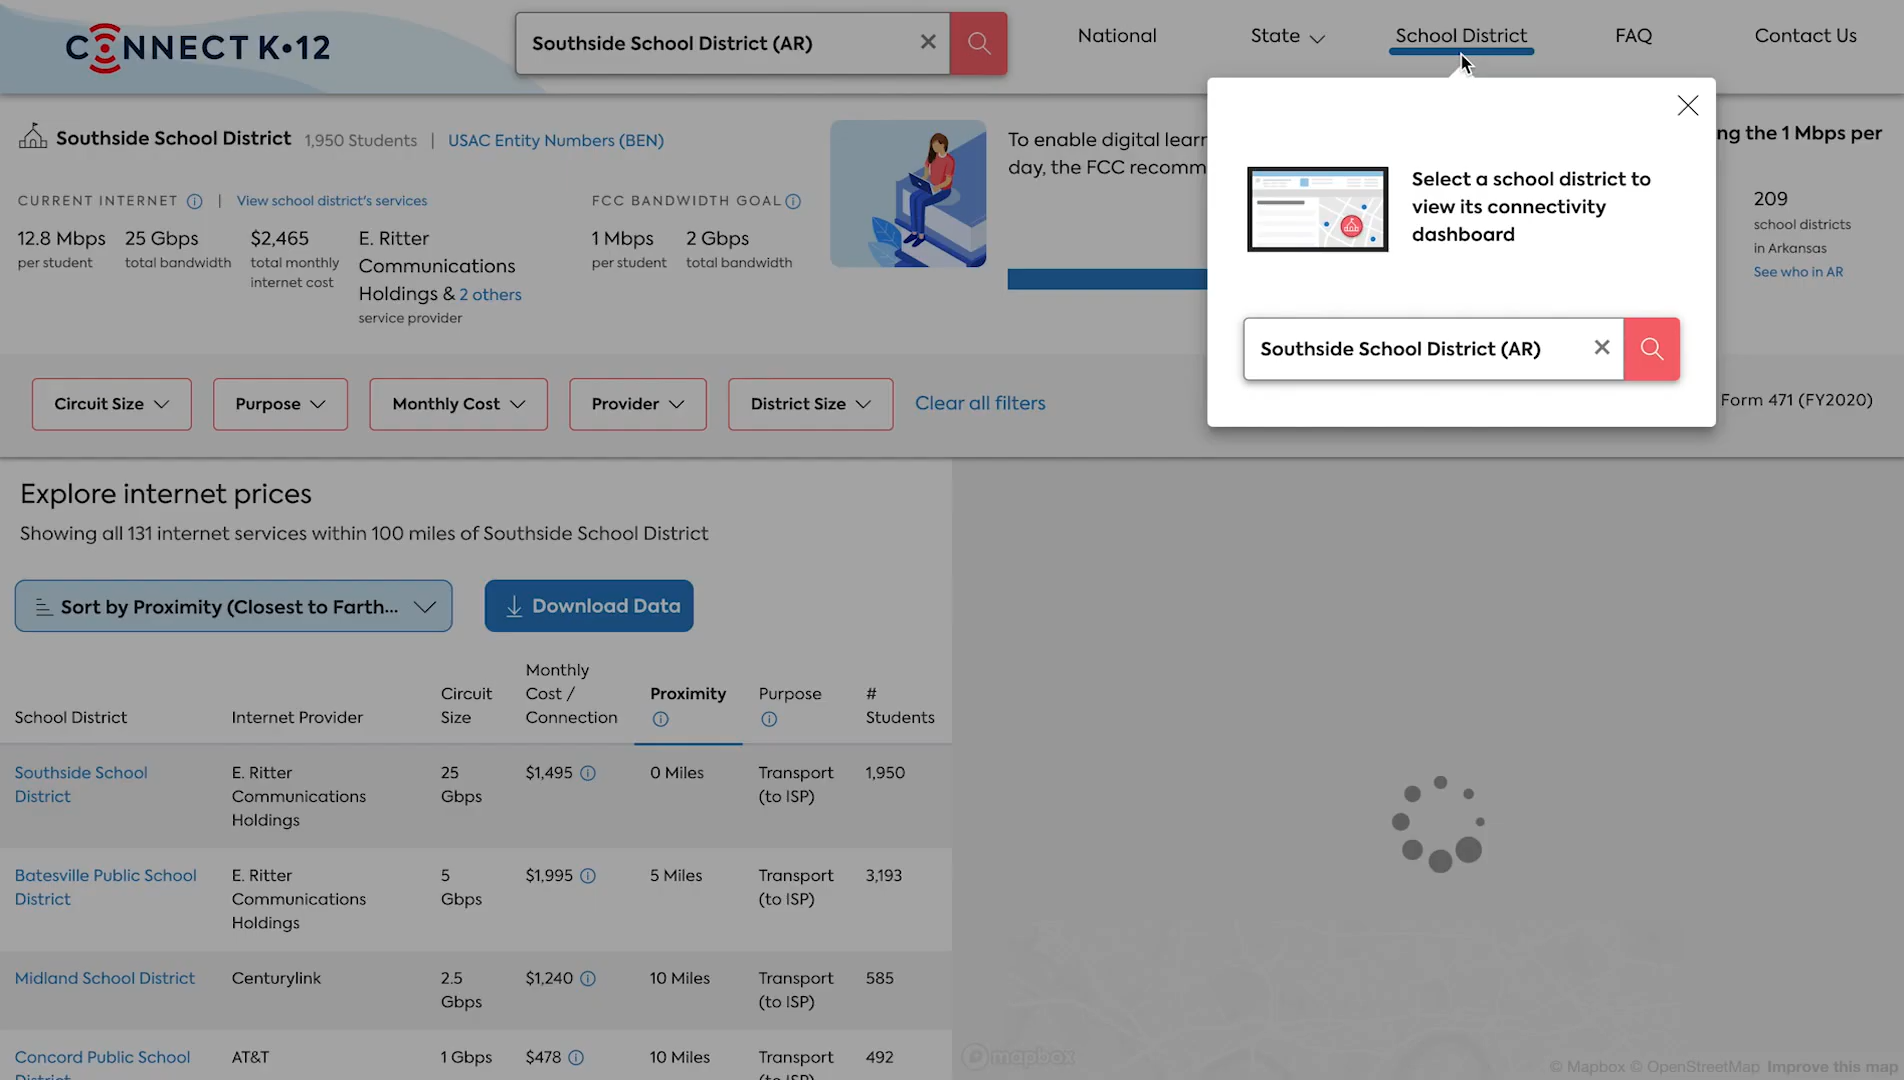 CONNECT K•12
Southside School District (AR)
National
State
School District
FAQ
Contact Us
Southside School District
1,950 Students
|
USAC Entity Numbers (BEN)
CURRENT INTERNET
|
View school district's services
12.8 Mbps
per student
25 Gbps
total bandwidth
$2,465
total monthly
internet cost
E. Ritter
Communications
Holdings & 2 others
service provider
FCC BANDWIDTH GOAL
1 Mbps
per student
2 Gbps
total bandwidth
To enable digital
day, the FCC
ng the 1 Mbps per
209
school districts
in Arkansas
See who in AR
Select a school district to
view its connectivity
dashboard
Southside School District (AR)
Circuit Size
Purpose
Monthly Cost
Provider
District Size
Clear all filters
Form 471 (FY2020)
Explore internet prices
Showing all 131 internet services within 100 miles of Southside School District
Sort by Proximity (Closest to Farth...
Download Data
School District
Internet Provider
Circuit
Size
Monthly
Cost /
Connection
Proximity
Purpose
#
Students
Southside School
District
E. Ritter
Communications
Holdings
25
Gbps
$1,495
0 Miles
Transport
(to ISP)
1,950
Batesville Public School
District
E. Ritter
Communications
Holdings
5
Gbps
$1,995
5 Miles
Transport
(to ISP)
3,193
Midland School District
Centurylink
2.5
Gbps
$1,240
10 Miles
Transport
(to ISP)
585
Concord Public School
District
AT&T
1 Gbps
$478
10 Miles
Transport
(to ISP)
492
mapbox
© Mapbox © OpenStreetMap Improve this map